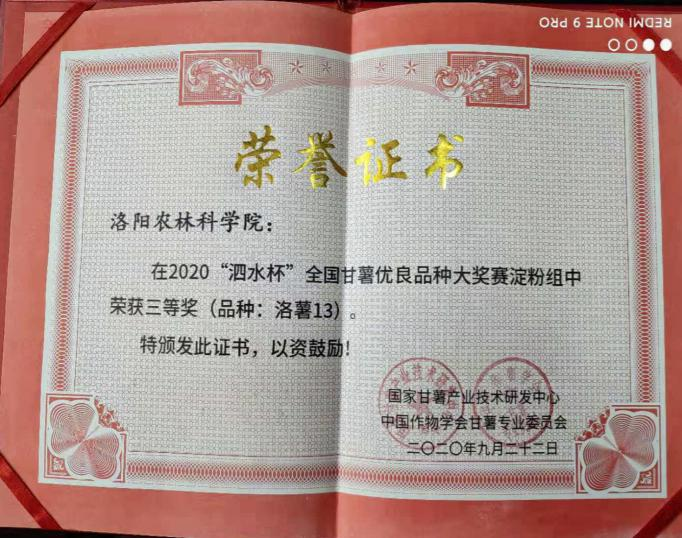 REDMI NOTE 9 PRO
荣誉证书
洛阳农林科学院：
在2020“泗水杯”全国甘薯优良品种大奖赛淀粉组中
荣获三等奖（品种：洛薯13）。
特颁发此证书，以资鼓励！
国家甘薯产业技术研发中心
中国作物学会甘薯专业委员会
二〇二〇年九月二十二日